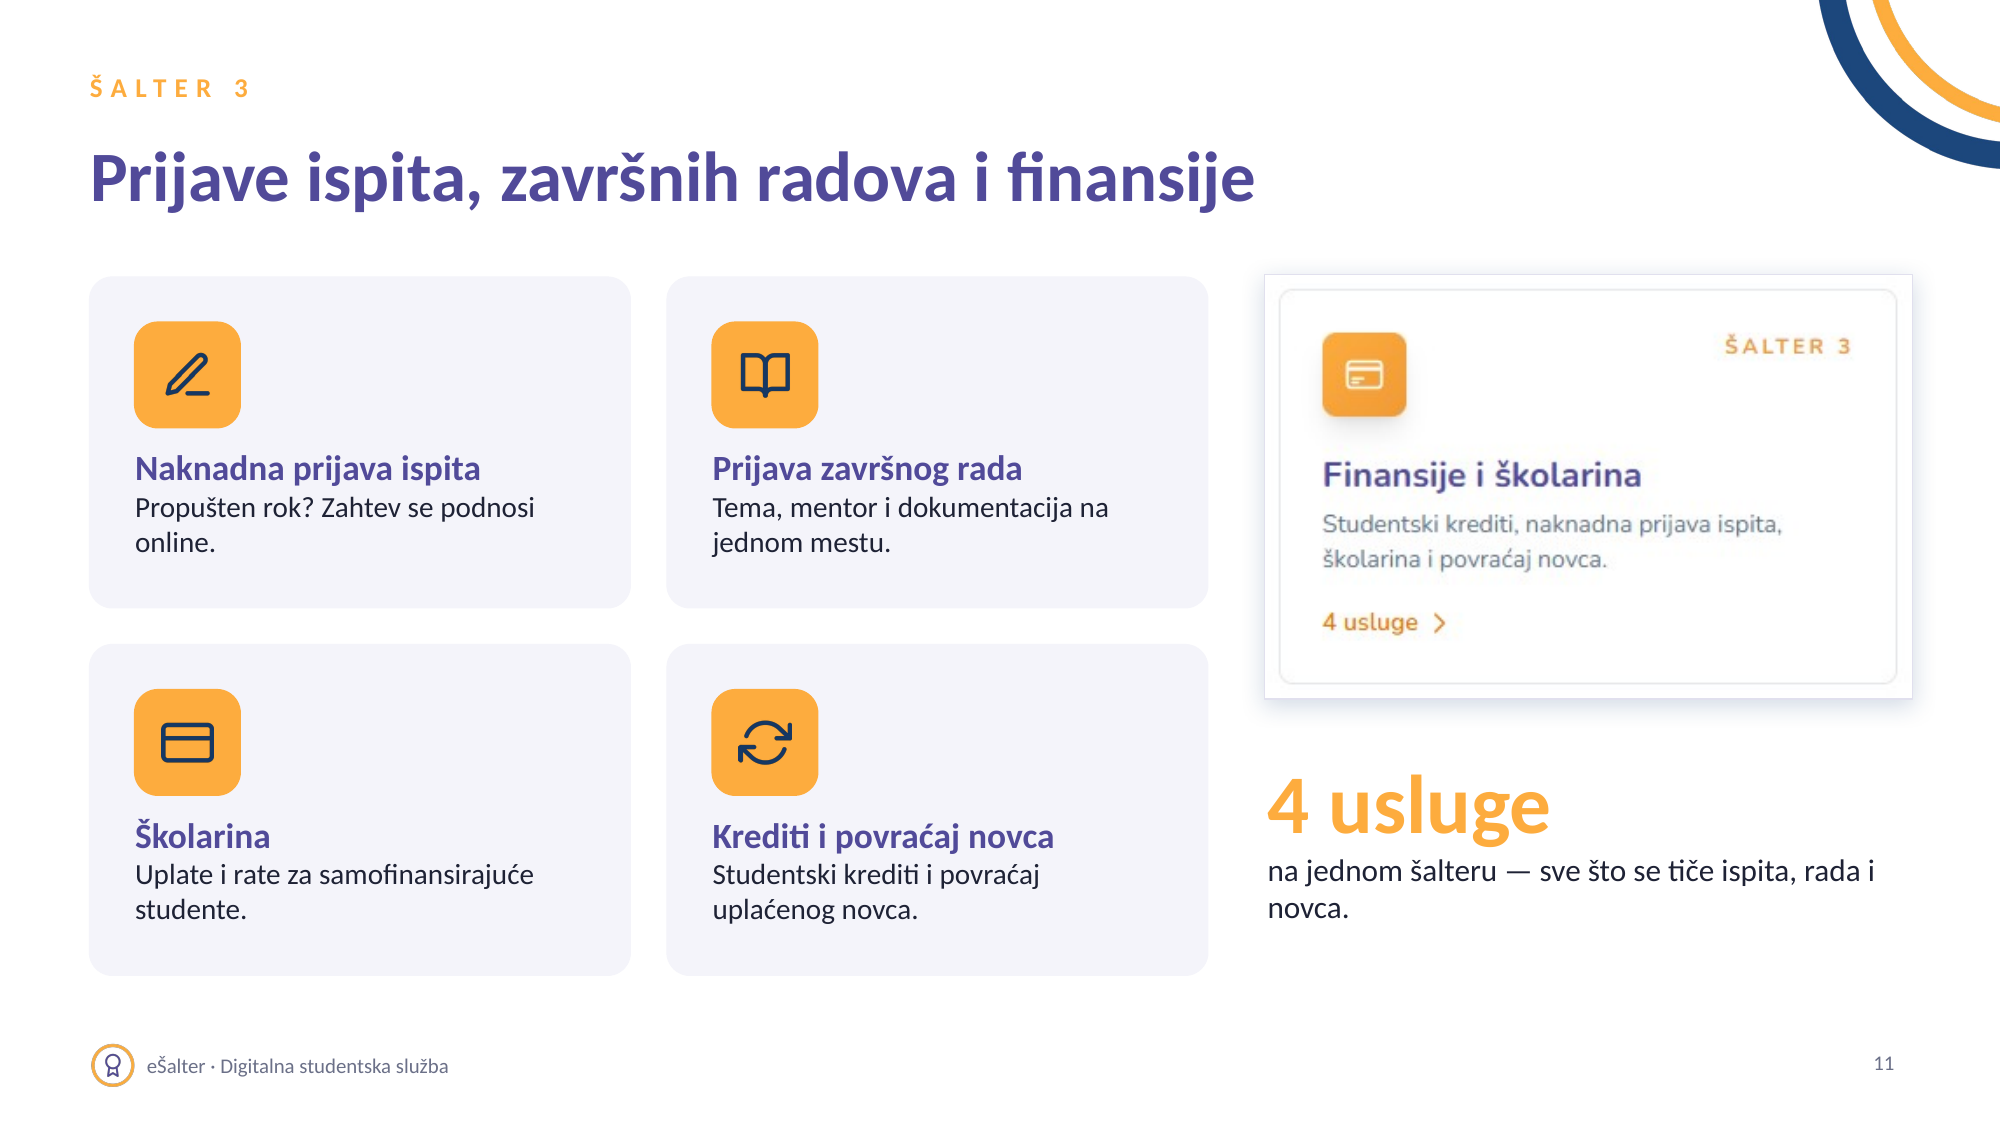 ŠALTER 3
Prijave ispita, završnih radova i finansije
Naknadna prijava ispita
Propušten rok? Zahtev se podnosi
online.
Prijava završnog rada
Tema, mentor i dokumentacija na
jednom mestu.
Školarina
Uplate i rate za samofinansirajuće
studente.
Krediti i povraćaj novca
Studentski krediti i povraćaj
uplaćenog novca.
ŠALTER 3
Finansije i školarina
Studentski krediti, naknadna prijava ispita,
školarina i povraćaj novca.
4 usluge
4 usluge
na jednom šalteru — sve što se tiče ispita, rada i
novca.
eŠalter · Digitalna studentska služba
11